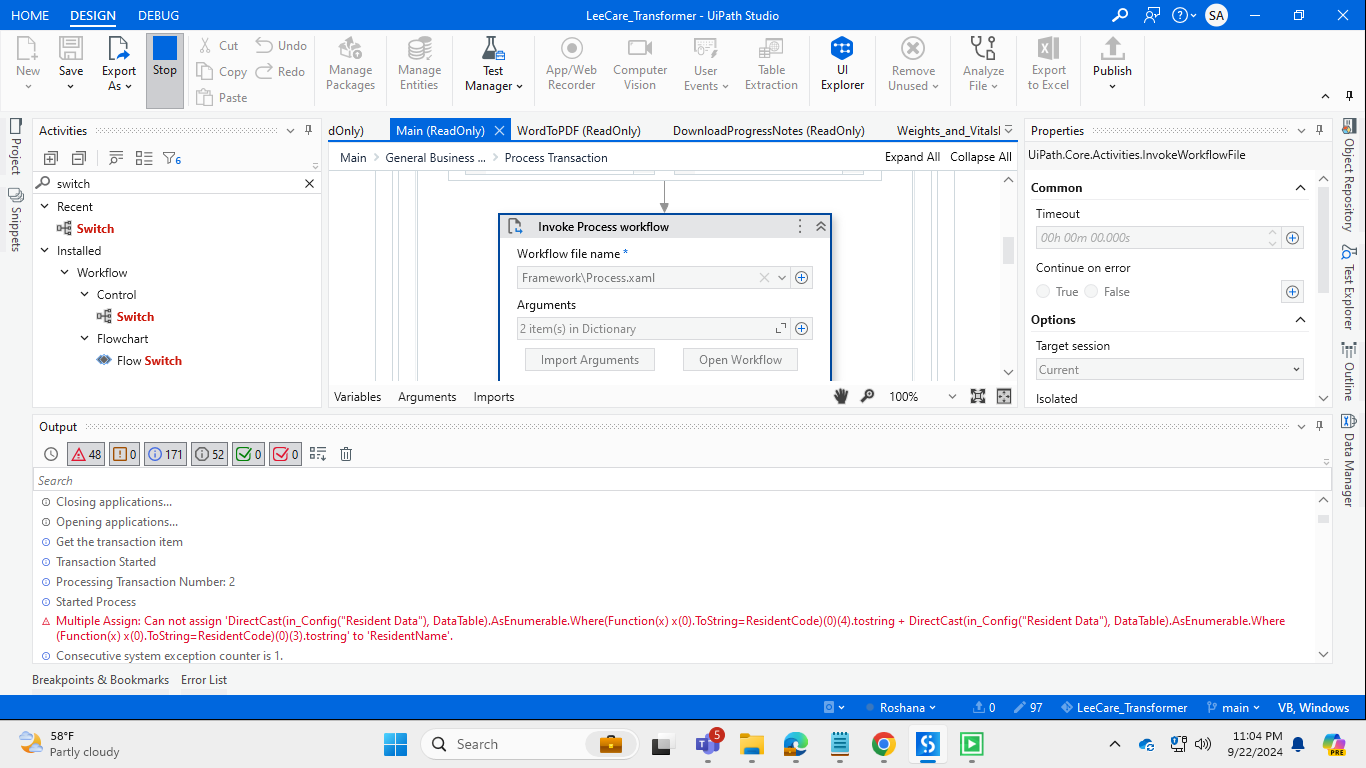 HOME DESIGN DEBUG LeeCare_Transformer - UiPath Studio SA
New Save Export As Stop Cut Copy Paste Undo Redo Manage Packages Manage Entities Test Manager App/Web Recorder Computer Vision User Events Table Extraction UI Explorer Remove Unused Analyze File Export to Excel Publish
Project
Snippets
Activities
6
switch
Recent
Switch
Installed
Workflow
Control
Switch
Flowchart
Flow Switch
dOnly) Main (ReadOnly) WordToPDF (ReadOnly) DownloadProgressNotes (ReadOnly) Weights_and_Vitalsl
Main General Business ... Process Transaction Expand All Collapse All
Invoke Process workflow
Workflow file name *
Framework\Process.xaml
Arguments
2 item(s) in Dictionary
Import Arguments Open Workflow
Variables Arguments Imports 100%
Properties
UiPath.Core.Activities.InvokeWorkflowFile
Common
Timeout
00h 00m 00.000s
Continue on error
True False
Options
Target session
Current
Isolated
Object Repository
Test Explorer
Outline
Data Manager
Output
48 0 171 52 0 0
Search
Closing applications...
Opening applications...
Get the transaction item
Transaction Started
Processing Transaction Number: 2
Started Process
Multiple Assign: Can not assign 'DirectCast(in_Config("Resident Data"), DataTable).AsEnumerable.Where(Function(x) x(0).ToString=ResidentCode)(0)(4).tostring + DirectCast(in_Config("Resident Data"), DataTable).AsEnumerable.Where
(Function(x) x(0).ToString=ResidentCode)(0)(3).tostring' to 'ResidentName'.
Consecutive system exception counter is 1.
Breakpoints & Bookmarks Error List
Roshana 0 97 LeeCare_Transformer main VB, Windows
58°F
Partly cloudy
Search
5
11:04 PM
9/22/2024
PRE